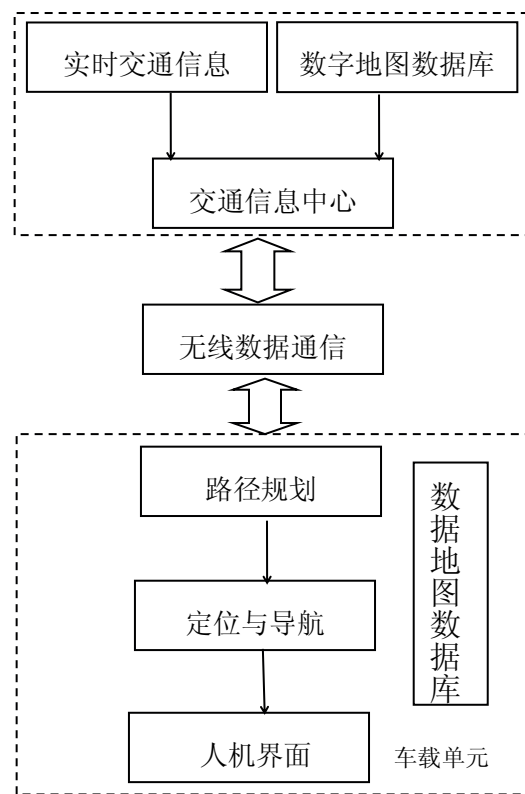 实时交通信息
数字地图数据库
交通信息中心
无线数据通信
路径规划
数据地图数据库
定位与导航
人机界面
车载单元